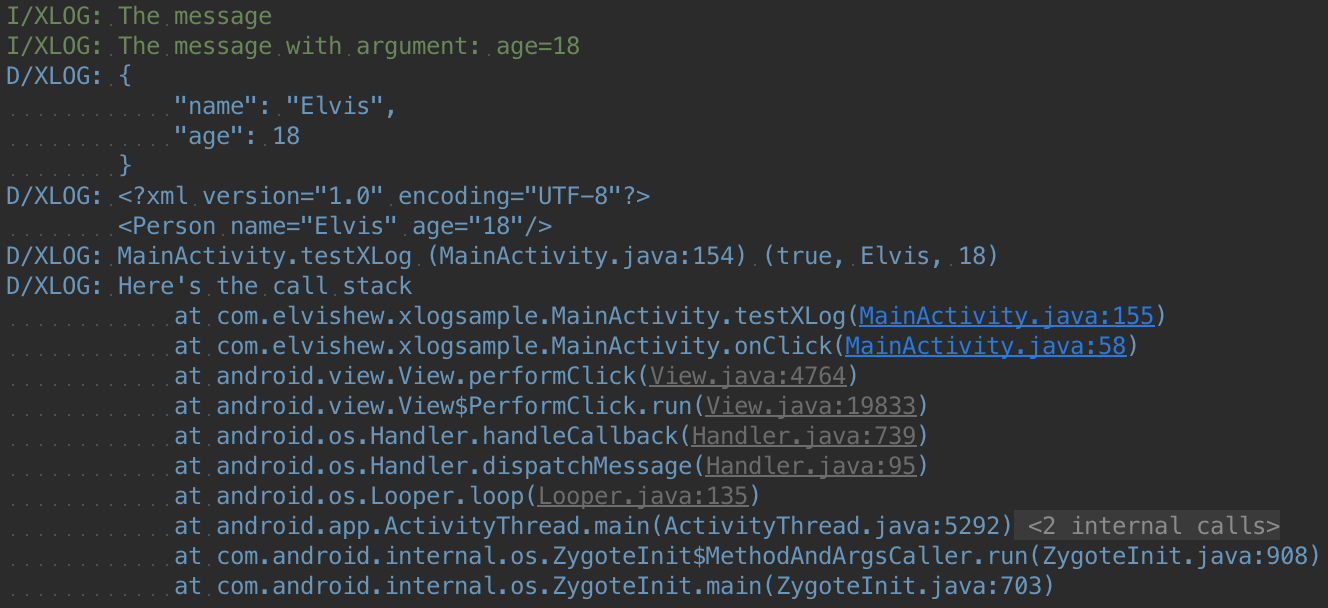 I/XLOG: The message
I/XLOG: The message with argument: age=18
D/XLOG: {
            "name": "Elvis",
            "age": 18
        }
D/XLOG: <?xml version="1.0" encoding="UTF-8"?>
        <Person name="Elvis" age="18"/>
D/XLOG: MainActivity.testXLog (MainActivity.java:154) (true, Elvis, 18)
D/XLOG: Here's the call stack
            at com.elvishew.xlogsample.MainActivity.testXLog(MainActivity.java:155)
            at com.elvishew.xlogsample.MainActivity.onClick(MainActivity.java:58)
            at android.view.View.performClick(View.java:4764)
            at android.view.View$PerformClick.run(View.java:19833)
            at android.os.Handler.handleCallback(Handler.java:739)
            at android.os.Handler.dispatchMessage(Handler.java:95)
            at android.os.Looper.loop(Looper.java:135)
            at android.app.ActivityThread.main(ActivityThread.java:5292) <2 internal calls>
            at com.android.internal.os.ZygoteInit$MethodAndArgsCaller.run(ZygoteInit.java:908)
            at com.android.internal.os.ZygoteInit.main(ZygoteInit.java:703)